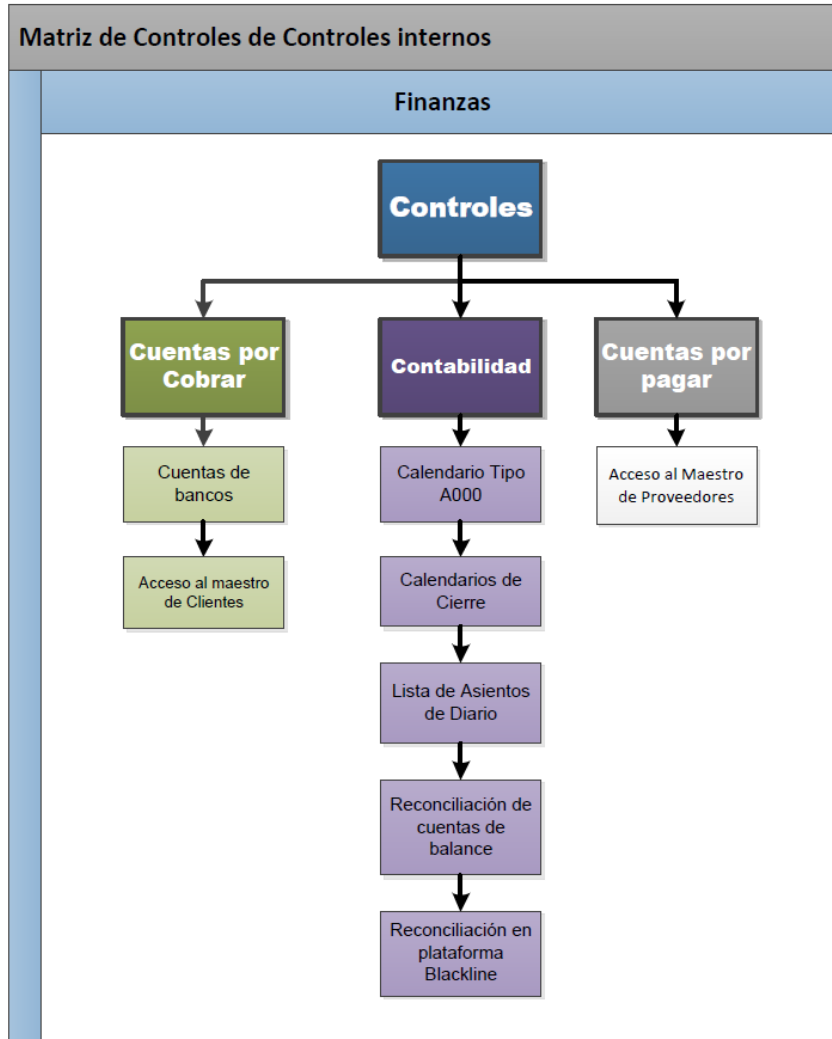 Matriz de Controles de Controles internos
Finanzas
Controles
Cuentas por
Cobrar
Cuentas de
bancos
Acceso al maestro
de Clientes
Contabilidad
Calendario Tipo
A000
Calendarios de
Cierre
Lista de Asientos
de Diario
Reconciliación de
cuentas de
balance
Reconciliación en
plataforma
Blackline
Cuentas por
pagar
Acceso al Maestro
de Proveedores